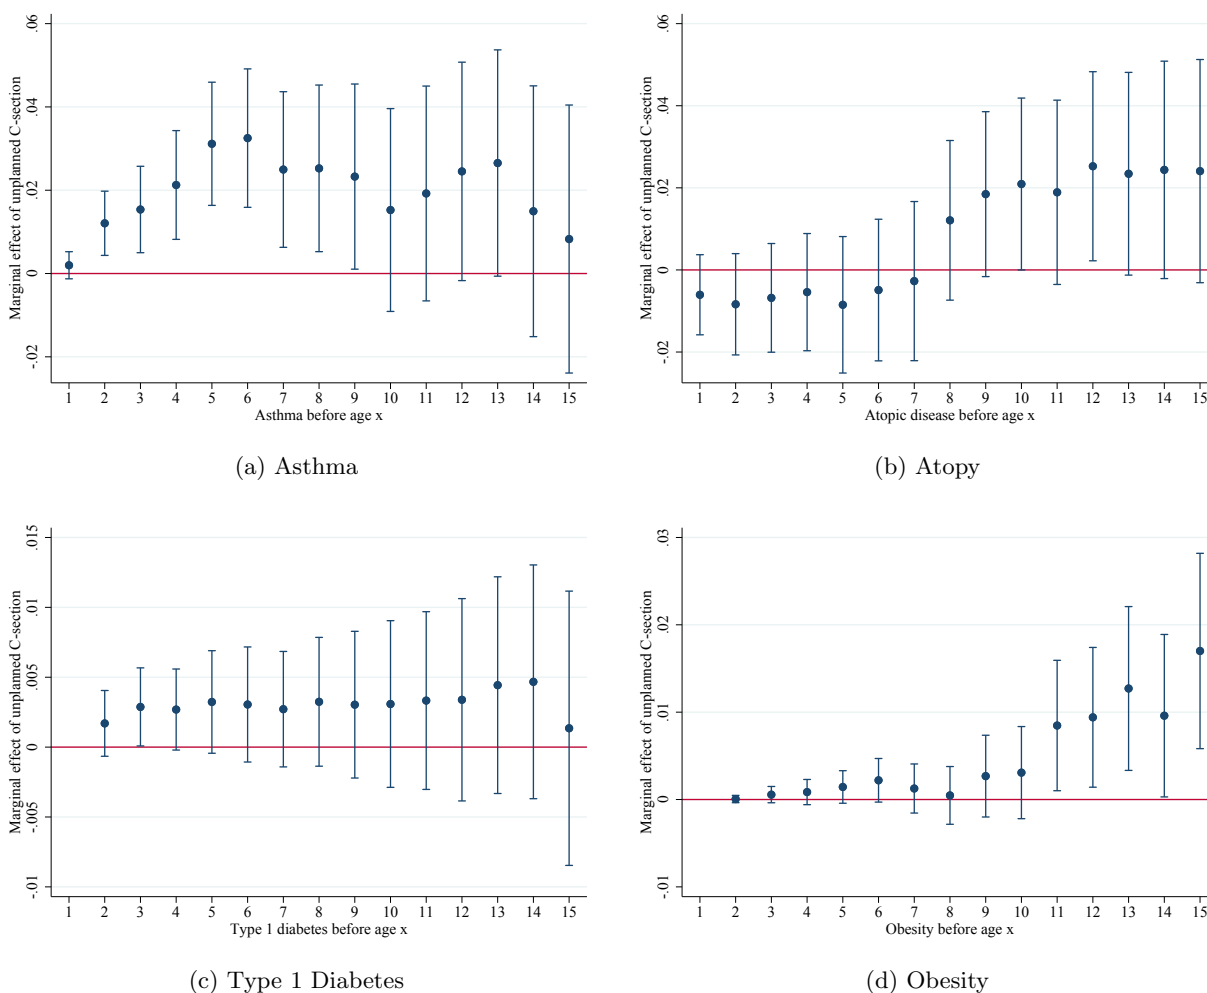 Marginal effect of unplanned C-section
.06
.04
.02
0
-.02
1 2 3 4 5 6 7 8 9 10 11 12 13 14 15
Asthma before age x
(a) Asthma
Marginal effect of unplanned C-section
.06
.04
.02
0
-.02
1 2 3 4 5 6 7 8 9 10 11 12 13 14 15
Atopic disease before age x
(b) Atopy
Marginal effect of unplanned C-section
.015
.01
.005
0
-.005
-.01
1 2 3 4 5 6 7 8 9 10 11 12 13 14 15
Type 1 diabetes before age x
(c) Type 1 Diabetes
Marginal effect of unplanned C-section
.03
.02
.01
0
-.01
1 2 3 4 5 6 7 8 9 10 11 12 13 14 15
Obesity before age x
(d) Obesity